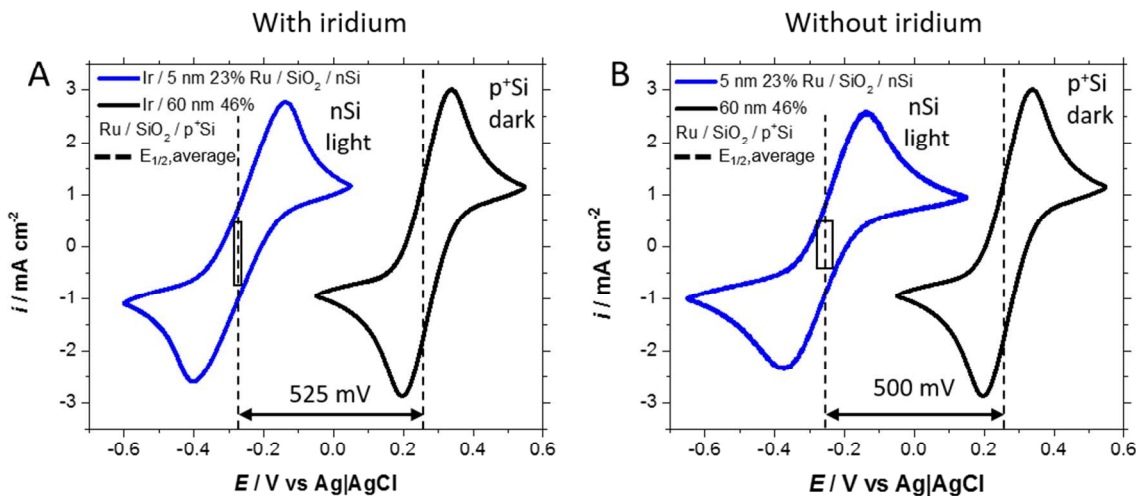 With iridium
A
Ir / 5 nm 23% Ru / SiO₂ / nSi
Ir / 60 nm 46%
Ru / SiO₂ / p⁺Si
E₁/₂,average
nSi
light
p⁺Si
dark
525 mV
3
2
1
0
-1
-2
-3
i / mA cm⁻²
-0.6 -0.4 -0.2 0.0 0.2 0.4 0.6
E / V vs Ag|AgCl
Without iridium
B
5 nm 23% Ru / SiO₂ / nSi
60 nm 46%
Ru / SiO₂ / p⁺Si
E₁/₂,average
nSi
light
p⁺Si
dark
500 mV
3
2
1
0
-1
-2
-3
i / mA cm⁻²
-0.6 -0.4 -0.2 0.0 0.2 0.4 0.6
E / V vs Ag|AgCl